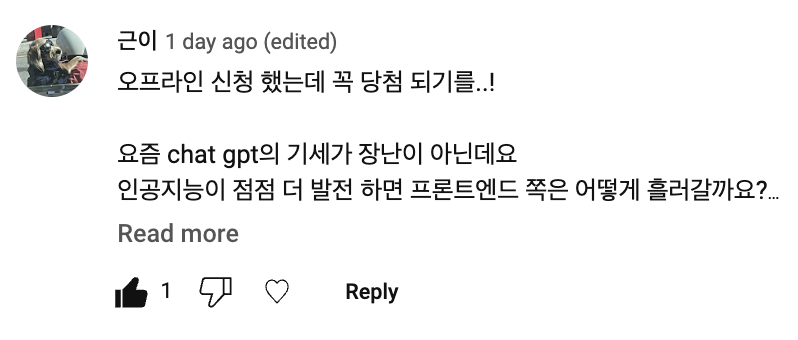 근이 1 day ago (edited)
오프라인 신청 했는데 꼭 당첨 되기를..!
요즘 chat gpt의 기세가 장난이 아닌데요
인공지능이 점점 더 발전 하면 프론트엔드 쪽은 어떻게 흘러갈까요?...
Read more
1 Reply